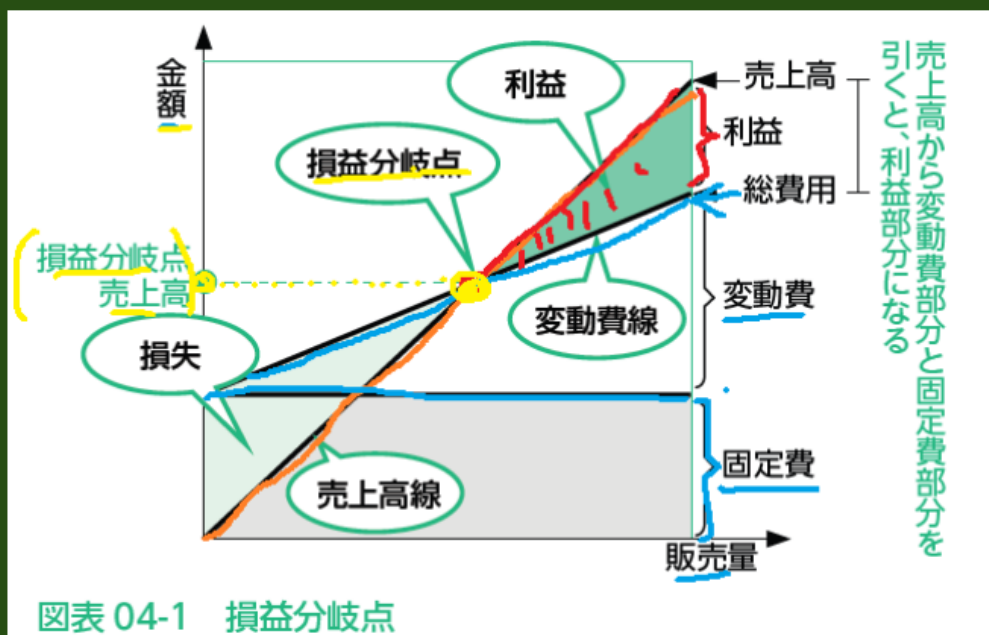 金額
利益
損益分岐点
損益分岐点
売上高
損失
売上高線
変動費線
売上高
利益
総費用
変動費
固定費
販売量
売上高から変動費部分と固定費部分を
引くと、利益部分になる
図表 04-1 損益分岐点